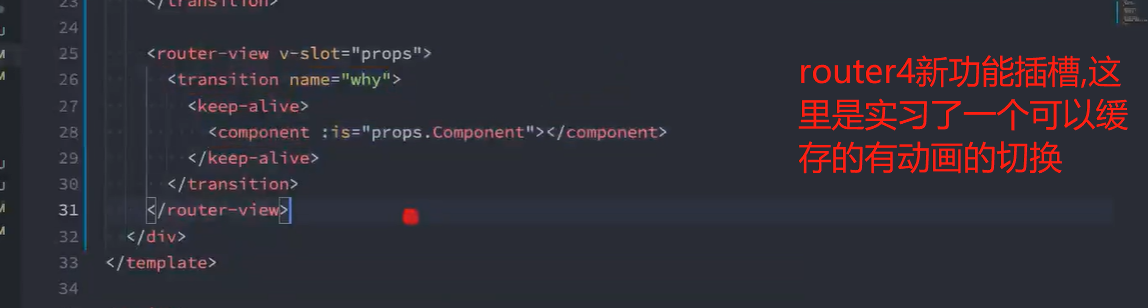 23 </transition>
24
25 <router-view v-slot="props">
26 <transition name="why">
27 <keep-alive>
28 <component :is="props.Component"></component>
29 </keep-alive>
30 </transition>
31 </router-view>
32 </div>
33 </template>
34
router4新功能插槽,这
里是实习了一个可以缓
存的有动画的切换